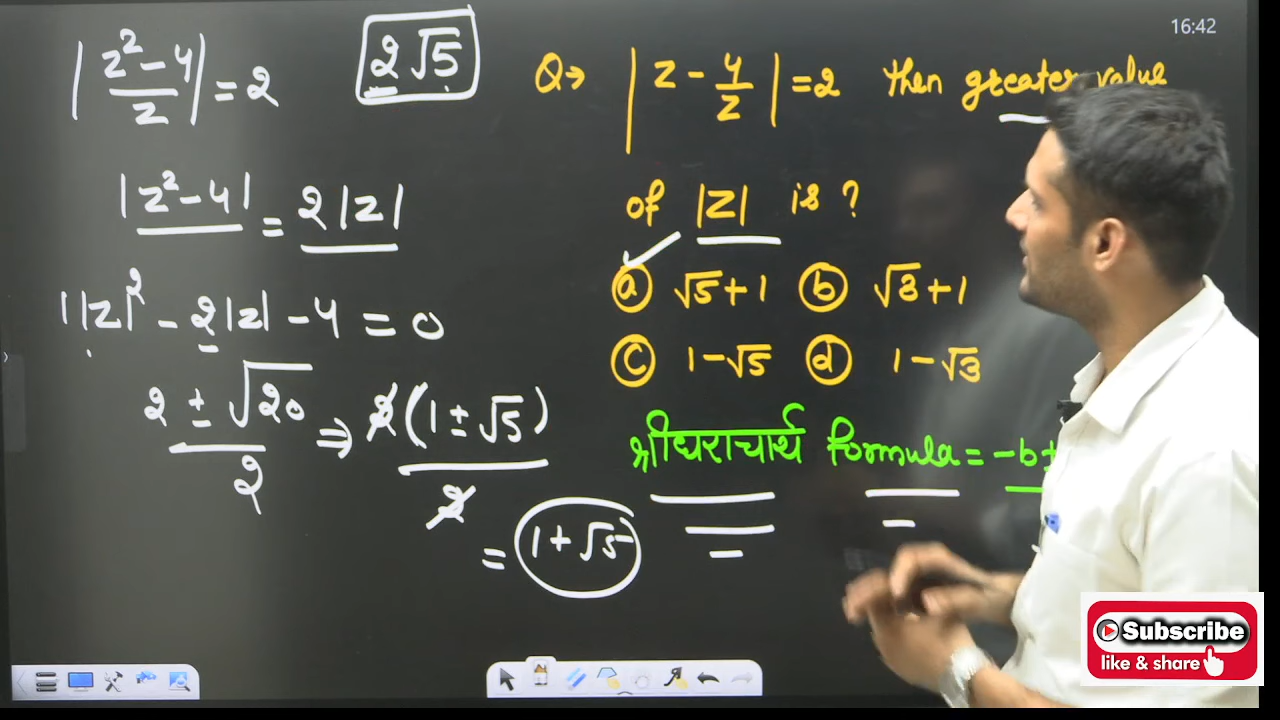 16:42
|z² - 4 / z| = 2
2√5
Q→ |z - 4/z| = 2 then greater value
of |z| is ?
|z² - 4| = 2|z|
ⓐ √5+1 ⓑ √3+1
ⓒ 1-√5 ⓓ 1-√3
||z|² - 2|z| - 4 = 0
2 ± √20 / 2 ⇒ 2(1 ± √5) / 2
= 1+√5
श्रीधराचार्य formula = -b±
Subscribe
like & share